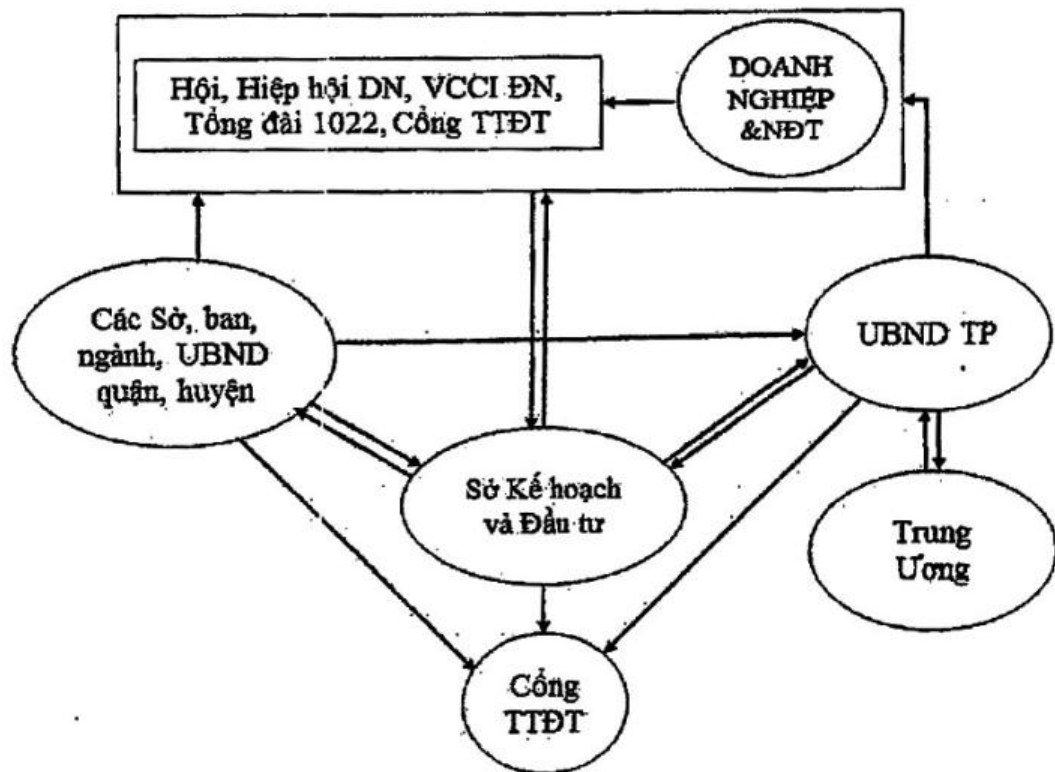 Hội, Hiệp hội DN, VCCI ĐN,
Tổng đài 1022, Cổng TTĐT
DOANH
NGHIỆP
&NĐT
Các Sở, ban,
ngành, UBND
quận, huyện
UBND TP
Sở Kế hoạch
và Đầu tư
Trung
Ương
Cổng
TTĐT